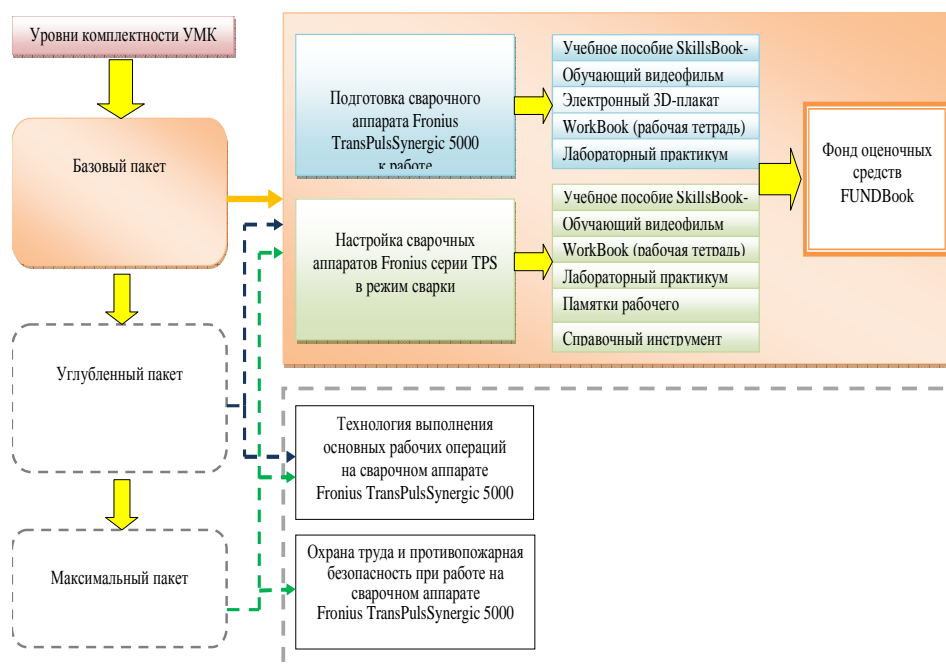 Уровни комплектности УМК
Базовый пакет
Углубленный пакет
Максимальный пакет
Подготовка сварочного
аппарата Fronius
TransPulsSynergic 5000
к работе
Настройка сварочных
аппаратов Fronius серии TPS
в режим сварки
Учебное пособие SkillsBook-
Обучающий видеофильм
Электронный 3D-плакат
WorkBook (рабочая тетрадь)
Лабораторный практикум
Учебное пособие SkillsBook-
Обучающий видеофильм
WorkBook (рабочая тетрадь)
Лабораторный практикум
Памятки рабочего
Справочный инструмент
Фонд оценочных
средств
FUNDBook
Технология выполнения
основных рабочих операций
на сварочном аппарате
Fronius TransPulsSynergic 5000
Охрана труда и противопожарная
безопасность при работе на
сварочном аппарате
Fronius TransPulsSynergic 5000